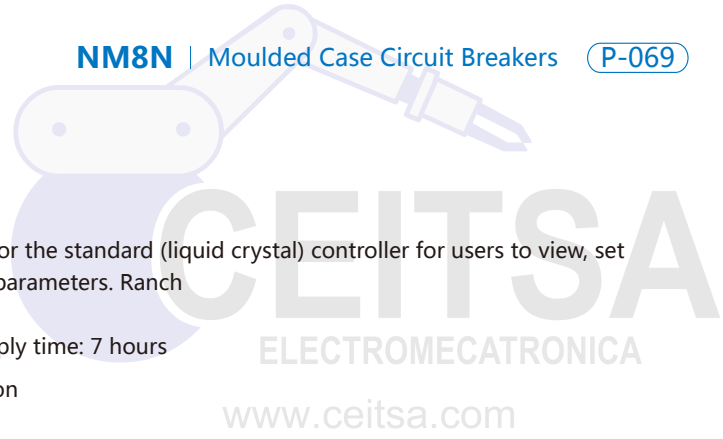 NM8N | Moulded Case Circuit Breakers P-069
or the standard (liquid crystal) controller for users to view, set
parameters. Ranch
ply time: 7 hours
on
CEITSA
ELECTROMECATRONICA
www.ceitsa.com